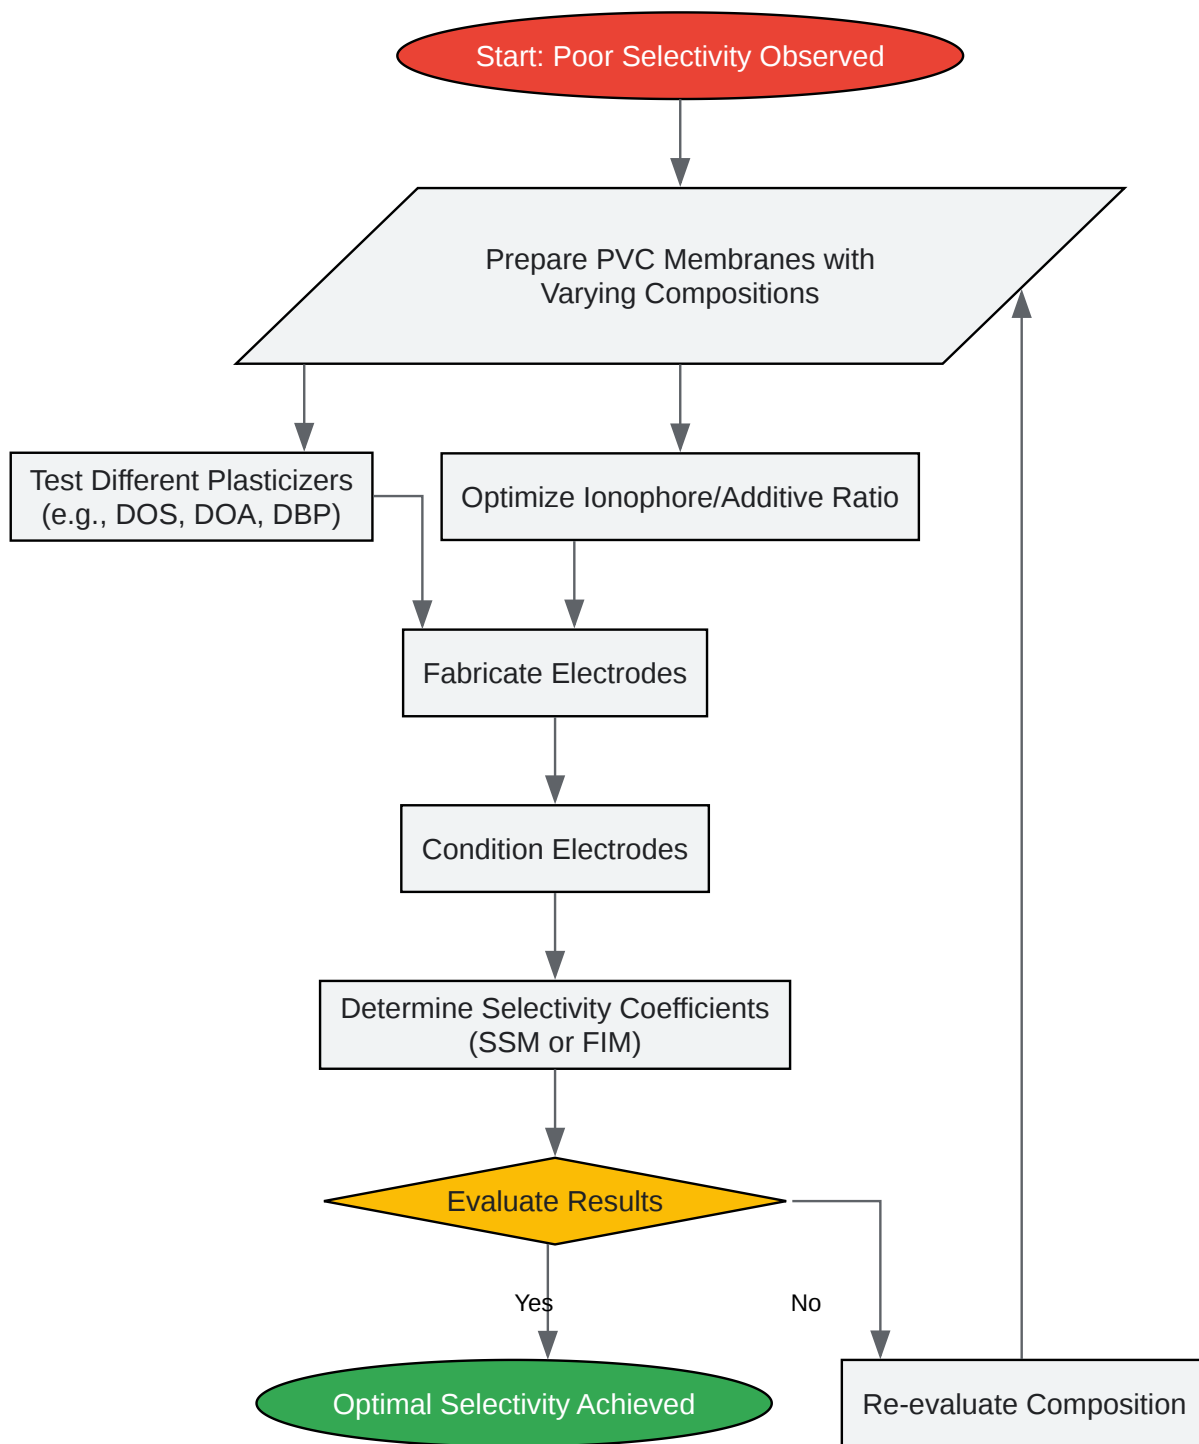 Start: Poor Selectivity Observed
Prepare PVC Membranes with
Varying Compositions
Test Different Plasticizers
(e.g., DOS, DOA, DBP)
Optimize Ionophore/Additive Ratio
Fabricate Electrodes
Condition Electrodes
Determine Selectivity Coefficients
(SSM or FIM)
Evaluate Results
Yes
No
Optimal Selectivity Achieved
Re-evaluate Composition